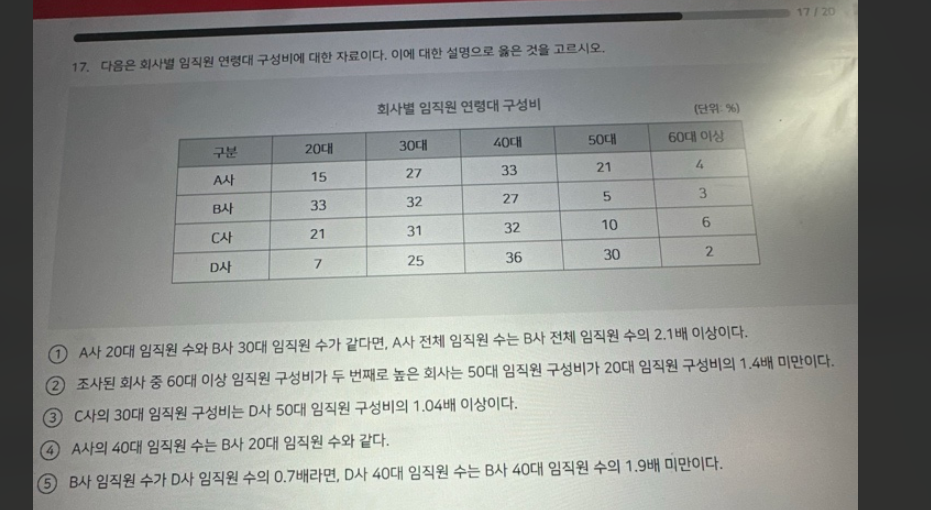 17 / 20
17. 다음은 회사별 임직원 연령대 구성비에 대한 자료이다. 이에 대한 설명으로 옳은 것을 고르시오.
회사별 임직원 연령대 구성비
(단위: %)
구분 20대 30대 40대 50대 60대 이상
A사 15 27 33 21 4
B사 33 32 27 5 3
C사 21 31 32 10 6
D사 7 25 36 30 2
① A사 20대 임직원 수와 B사 30대 임직원 수가 같다면, A사 전체 임직원 수는 B사 전체 임직원 수의 2.1배 이상이다.
② 조사된 회사 중 60대 이상 임직원 구성비가 두 번째로 높은 회사는 50대 임직원 구성비가 20대 임직원 구성비의 1.4배 미만이다.
③ C사의 30대 임직원 구성비는 D사 50대 임직원 구성비의 1.04배 이상이다.
④ A사의 40대 임직원 수는 B사 20대 임직원 수와 같다.
⑤ B사 임직원 수가 D사 임직원 수의 0.7배라면, D사 40대 임직원 수는 B사 40대 임직원 수의 1.9배 미만이다.